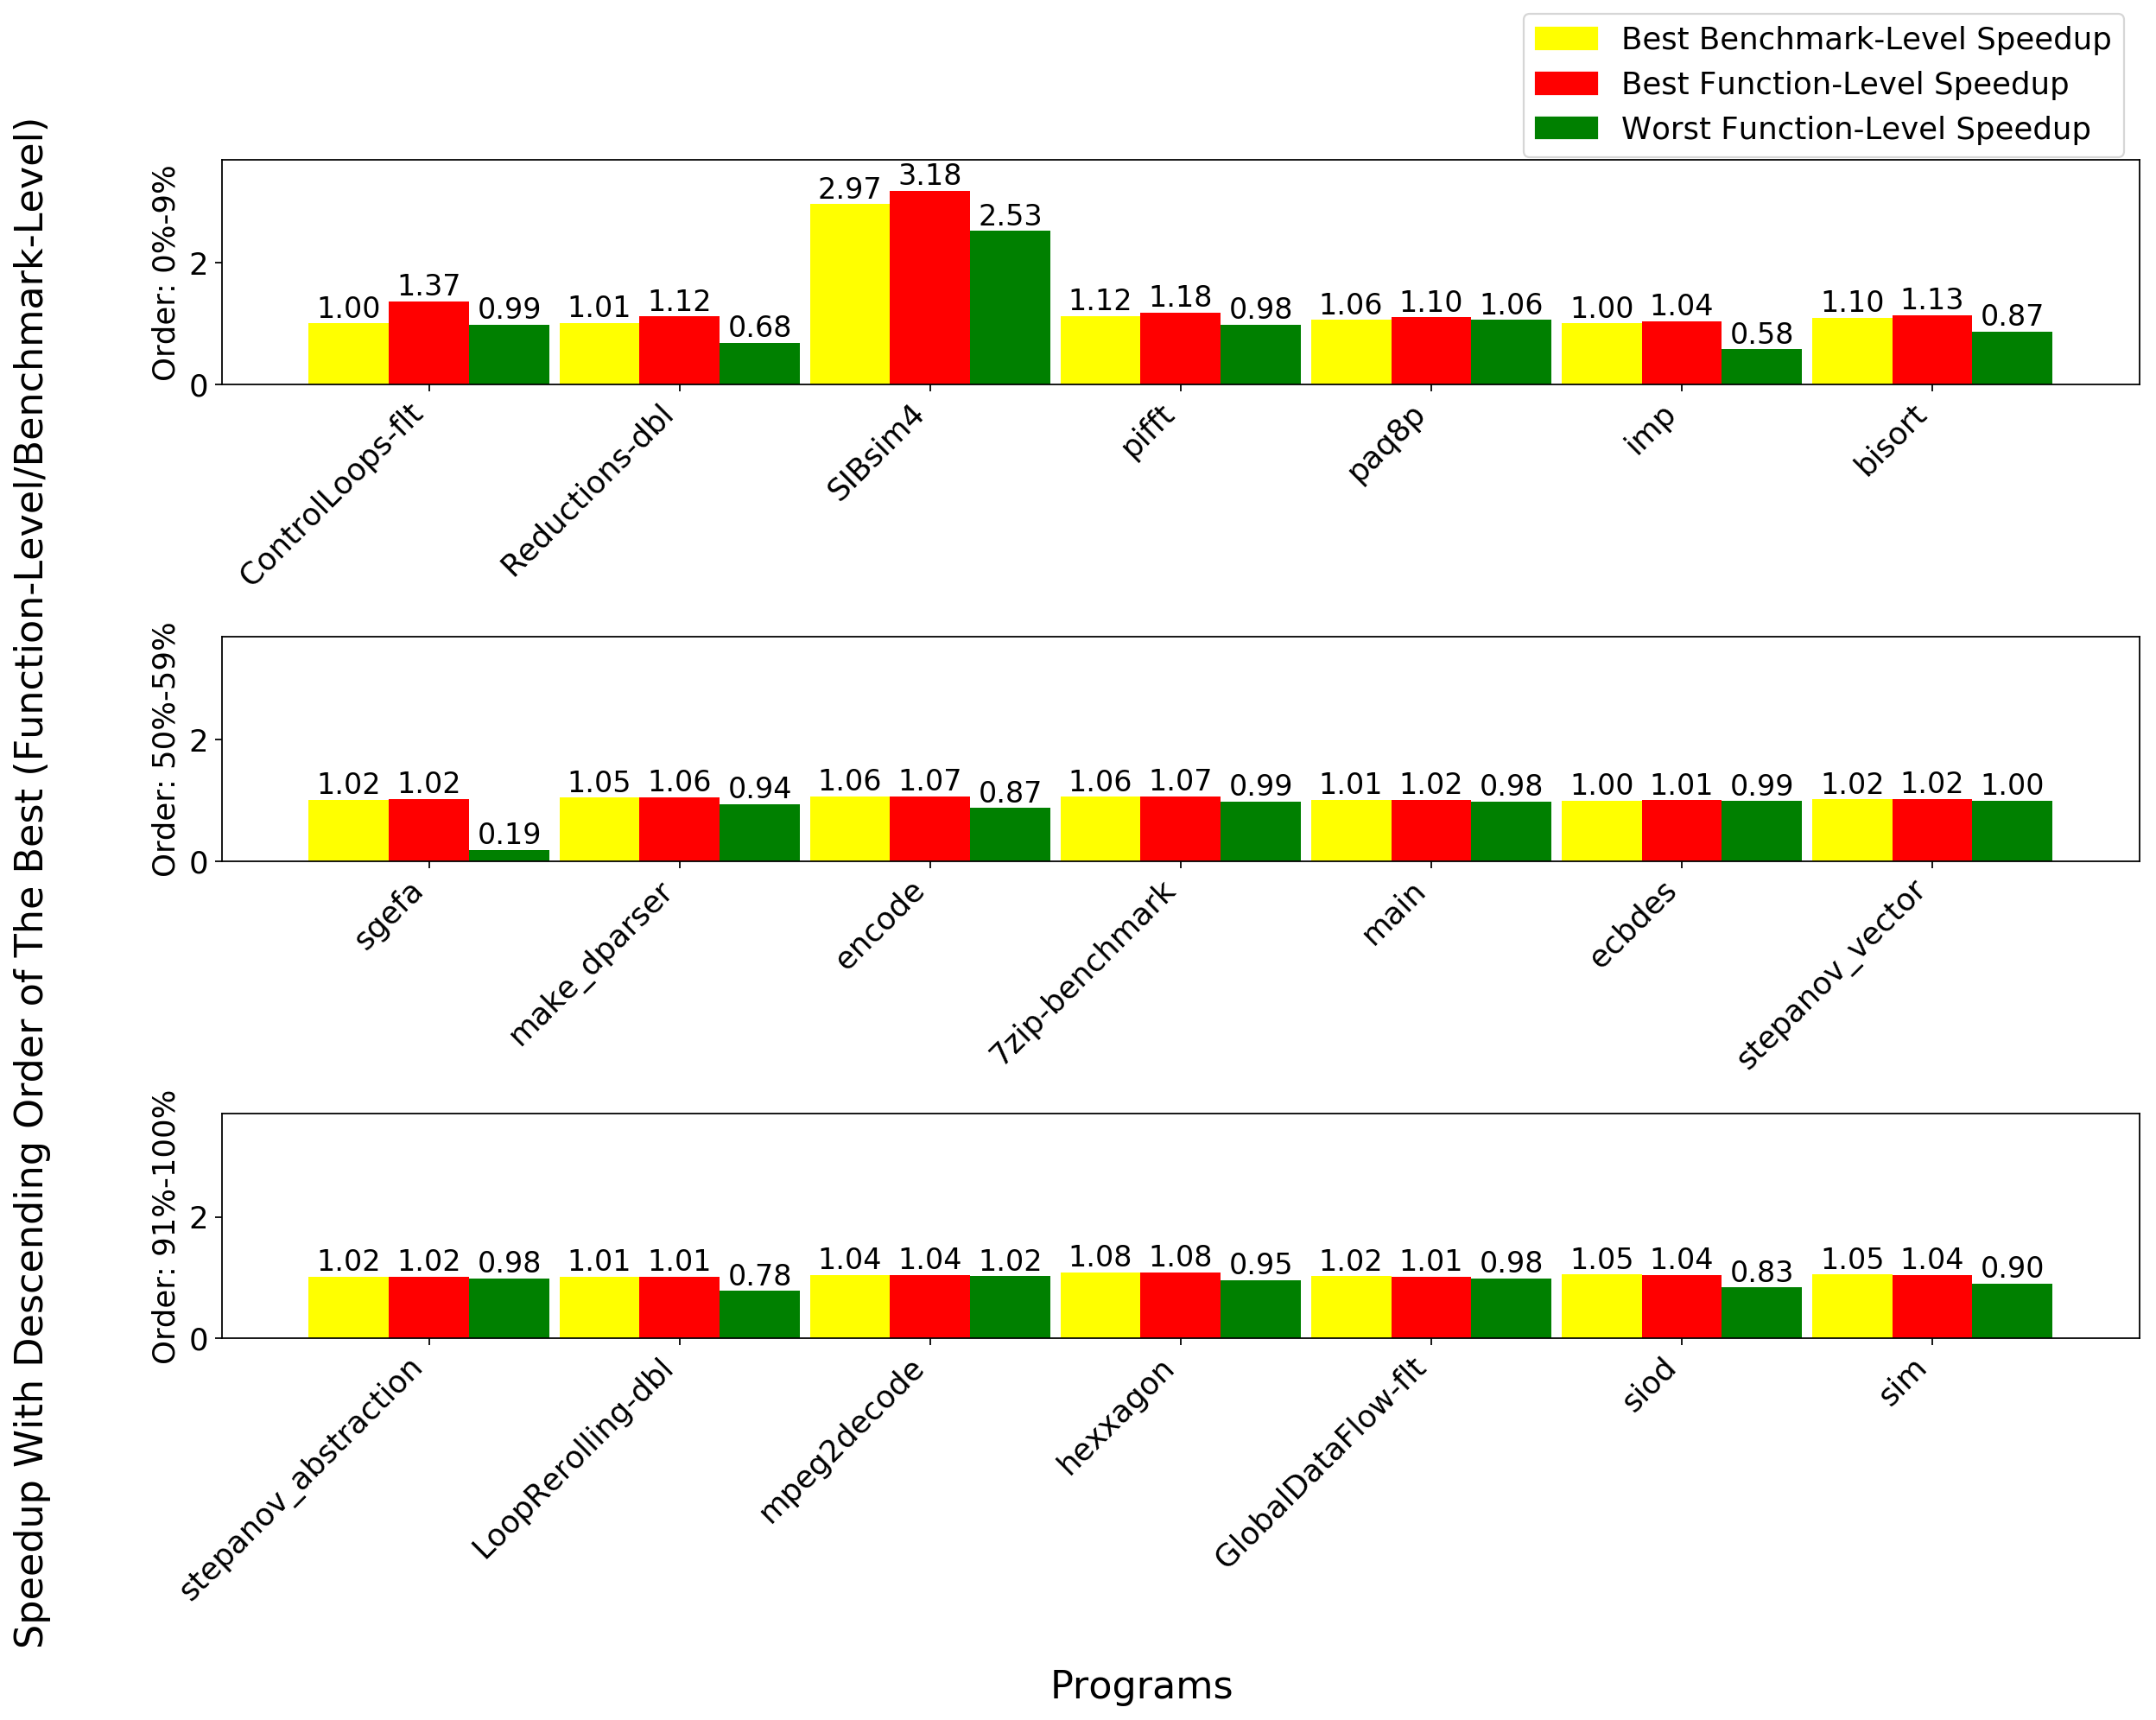 Best Benchmark-Level Speedup
Best Function-Level Speedup
Worst Function-Level Speedup
Speedup With Descending Order of The Best (Function-Level/Benchmark-Level)
Order: 0%-9%
2
0
1.00 1.37 0.99 1.01 1.12 0.68 2.97 3.18 2.53 1.12 1.18 0.98 1.06 1.10 1.06 1.00 1.04 0.58 1.10 1.13 0.87
ControlLoops-flt Reductions-dbl SIBsim4 pifft paq8p imp bisort
Order: 50%-59%
2
0
1.02 1.02 0.19 1.05 1.06 0.94 1.06 1.07 0.87 1.06 1.07 0.99 1.01 1.02 0.98 1.00 1.01 0.99 1.02 1.02 1.00
sgefa make_dparser encode 7zip-benchmark main ecbdes stepanov_vector
Order: 91%-100%
2
0
1.02 1.02 0.98 1.01 1.01 0.78 1.04 1.04 1.02 1.08 1.08 0.95 1.02 1.01 0.98 1.05 1.04 0.83 1.05 1.04 0.90
stepanov_abstraction LoopRerolling-dbl mpeg2decode hexxagon GlobalDataFlow-flt siod sim
Programs